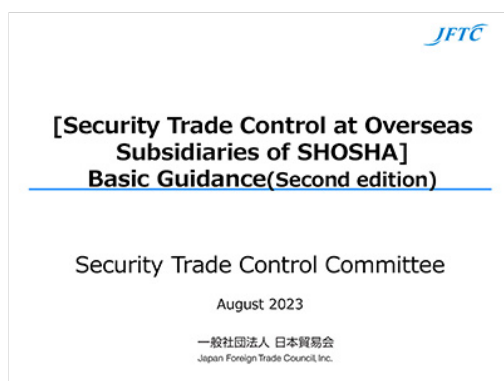 JFTC
[Security Trade Control at Overseas
Subsidiaries of SHOSHA]
Basic Guidance(Second edition)
Security Trade Control Committee
August 2023
一般社団法人 日本貿易会
Japan Foreign Trade Council, Inc.